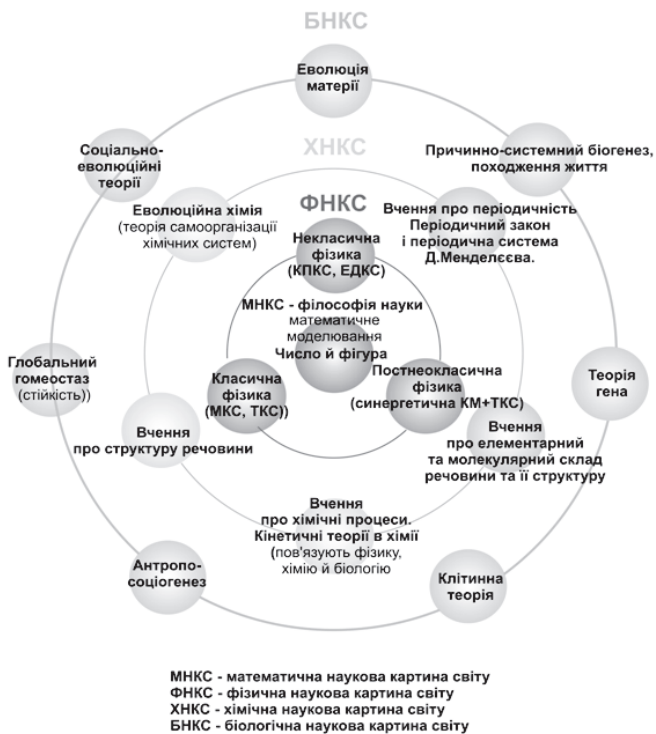 БНКС
Еволюція
матерії
Соціально-
еволюційні
теорії
ХНКС
Причинно-системний біогенез,
походження життя
Еволюційна хімія
(теорія самоорганізації
хімічних систем)
ФНКС
Вчення про періодичність
Періодичний закон
і періодична система
Д.Менделєєва.
Некласична
фізика
(КПКС, ЕДКС)
МНКС - філософія науки
математичне
моделювання
Число й фігура
Глобальний
гомеостаз
(стійкість))
Класична
фізика
(МКС, ТКС))
Постнеокласична
фізика
(синергетична КМ+ТКС)
Теорія
гена
Вчення
про структуру речовини
Вчення
про елементарний
та молекулярний склад
речовини та її структуру
Вчення
про хімічні процеси.
Кінетичні теорії в хімії
(пов'язують фізику,
хімію й біологію
Антропо-
соціогенез
Клітинна
теорія
МНКС - математична наукова картина світу
ФНКС - фізична наукова картина світу
ХНКС - хімічна наукова картина світу
БНКС - біологічна наукова картина світу